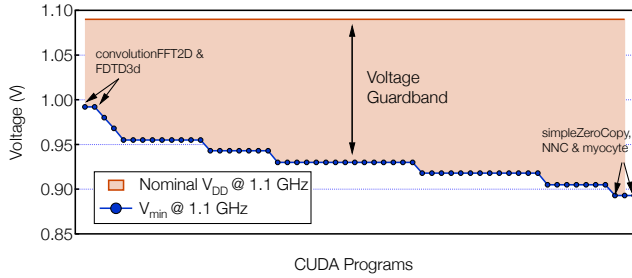 1.10
1.05
1.00
0.95
0.90
0.85
Voltage (V)
convolutionFFT2D &
FDTD3d
Voltage
Guardband
simpleZeroCopy,
NNC & myocyte
Nominal VDD @ 1.1 GHz
Vmin @ 1.1 GHz
CUDA Programs